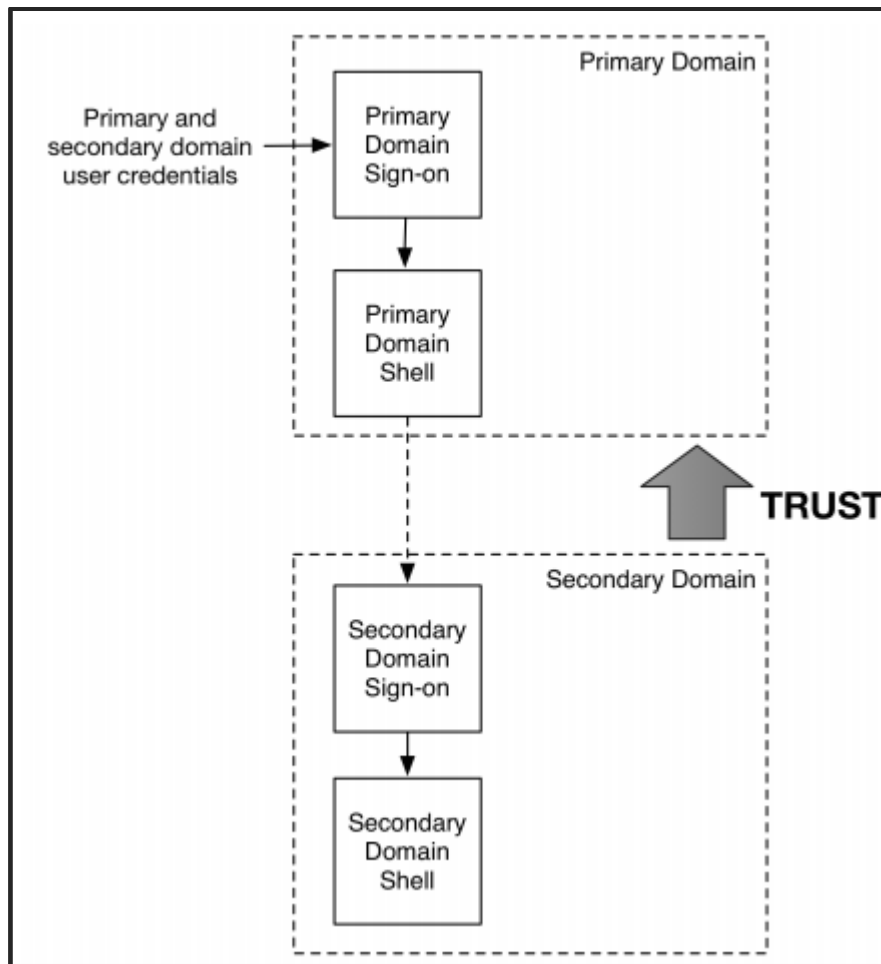 Primary Domain
Primary and
secondary domain
user credentials
Primary
Domain
Sign-on
Primary
Domain
Shell
TRUST
Secondary Domain
Secondary
Domain
Sign-on
Secondary
Domain
Shell